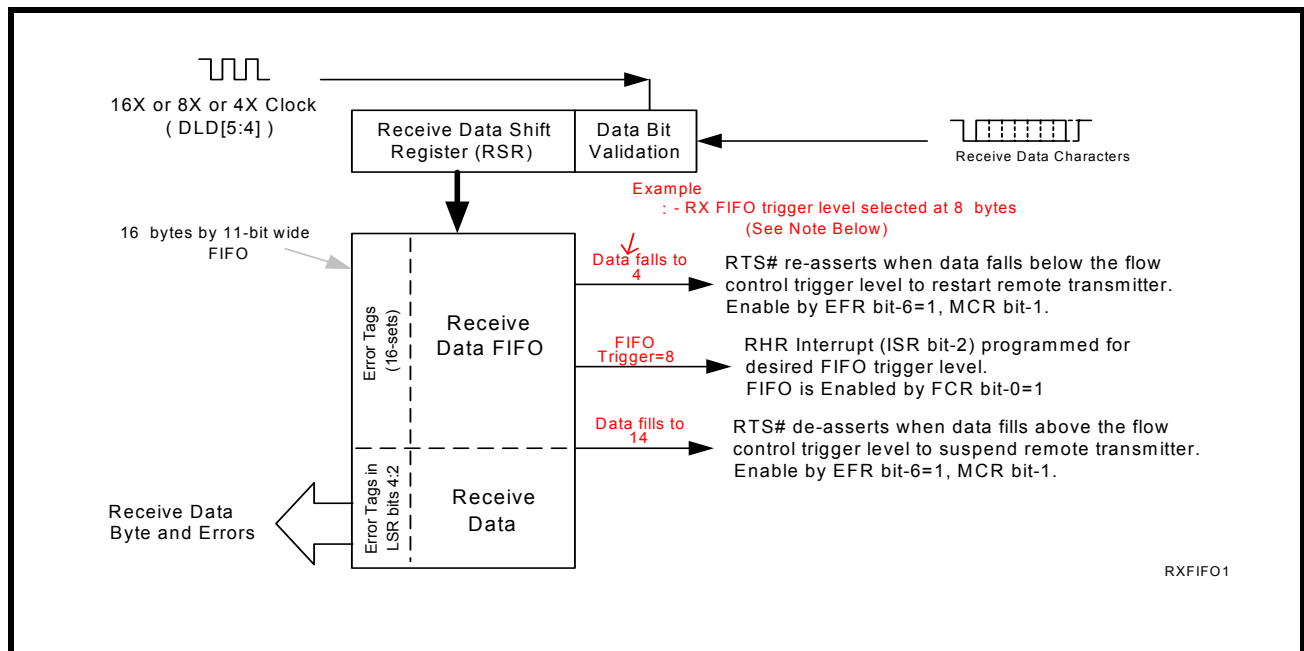 16X or 8X or 4X Clock
( DLD[5:4] )
Receive Data Shift
Register (RSR)
Data Bit
Validation
Receive Data Characters
Example
: - RX FIFO trigger level selected at 8 bytes
(See Note Below)
16 bytes by 11-bit wide
FIFO
Error Tags
(16-sets)
Receive
Data FIFO
Data falls to
4
RTS# re-asserts when data falls below the flow
control trigger level to restart remote transmitter.
Enable by EFR bit-6=1, MCR bit-1.
FIFO
Trigger=8
RHR Interrupt (ISR bit-2) programmed for
desired FIFO trigger level.
FIFO is Enabled by FCR bit-0=1
Data fills to
14
RTS# de-asserts when data fills above the flow
control trigger level to suspend remote transmitter.
Enable by EFR bit-6=1, MCR bit-1.
Error Tags in
LSR bits 4:2
Receive
Data
Receive Data
Byte and Errors
RXFIFO1